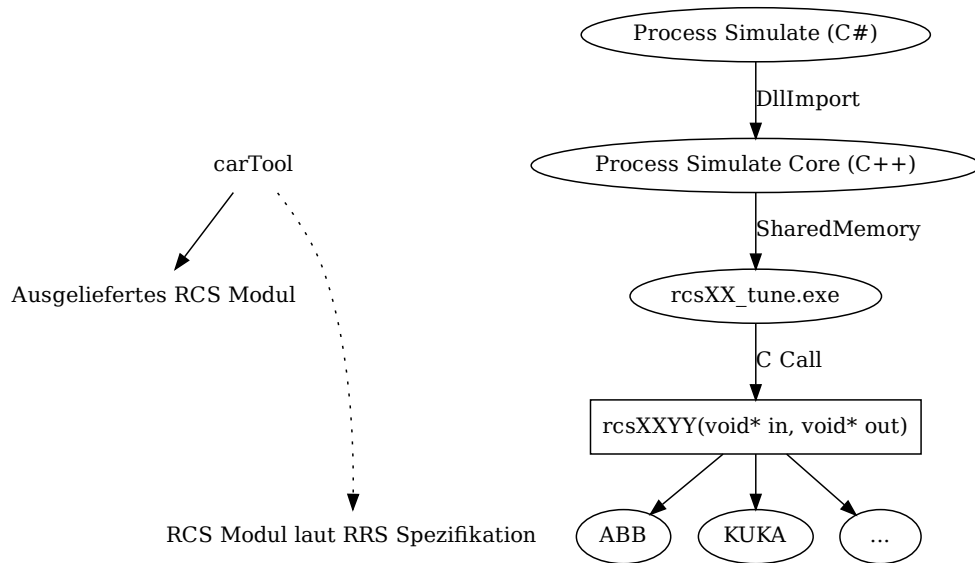 Process Simulate (C#)
DllImport
carTool
Process Simulate Core (C++)
SharedMemory
Ausgeliefertes RCS Modul
rcsXX_tune.exe
C Call
rcsXXYY(void* in, void* out)
RCS Modul laut RRS Spezifikation
ABB
KUKA
...